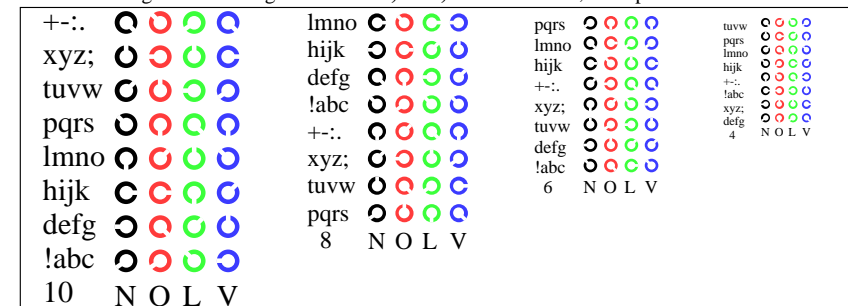 +-:.
xyz;
tuvw
pqrs
lmno
hijk
defg
!abc
10 N O L V
lmno
hijk
defg
!abc
+-:.
xyz;
tuvw
pqrs
8 N O L V
pqrs
lmno
hijk
+-:.
xyz;
tuvw
defg
!abc
6 N O L V
tuvw
pqrs
lmno
hijk
+-:.
!abc
xyz;
defg
4 N O L V